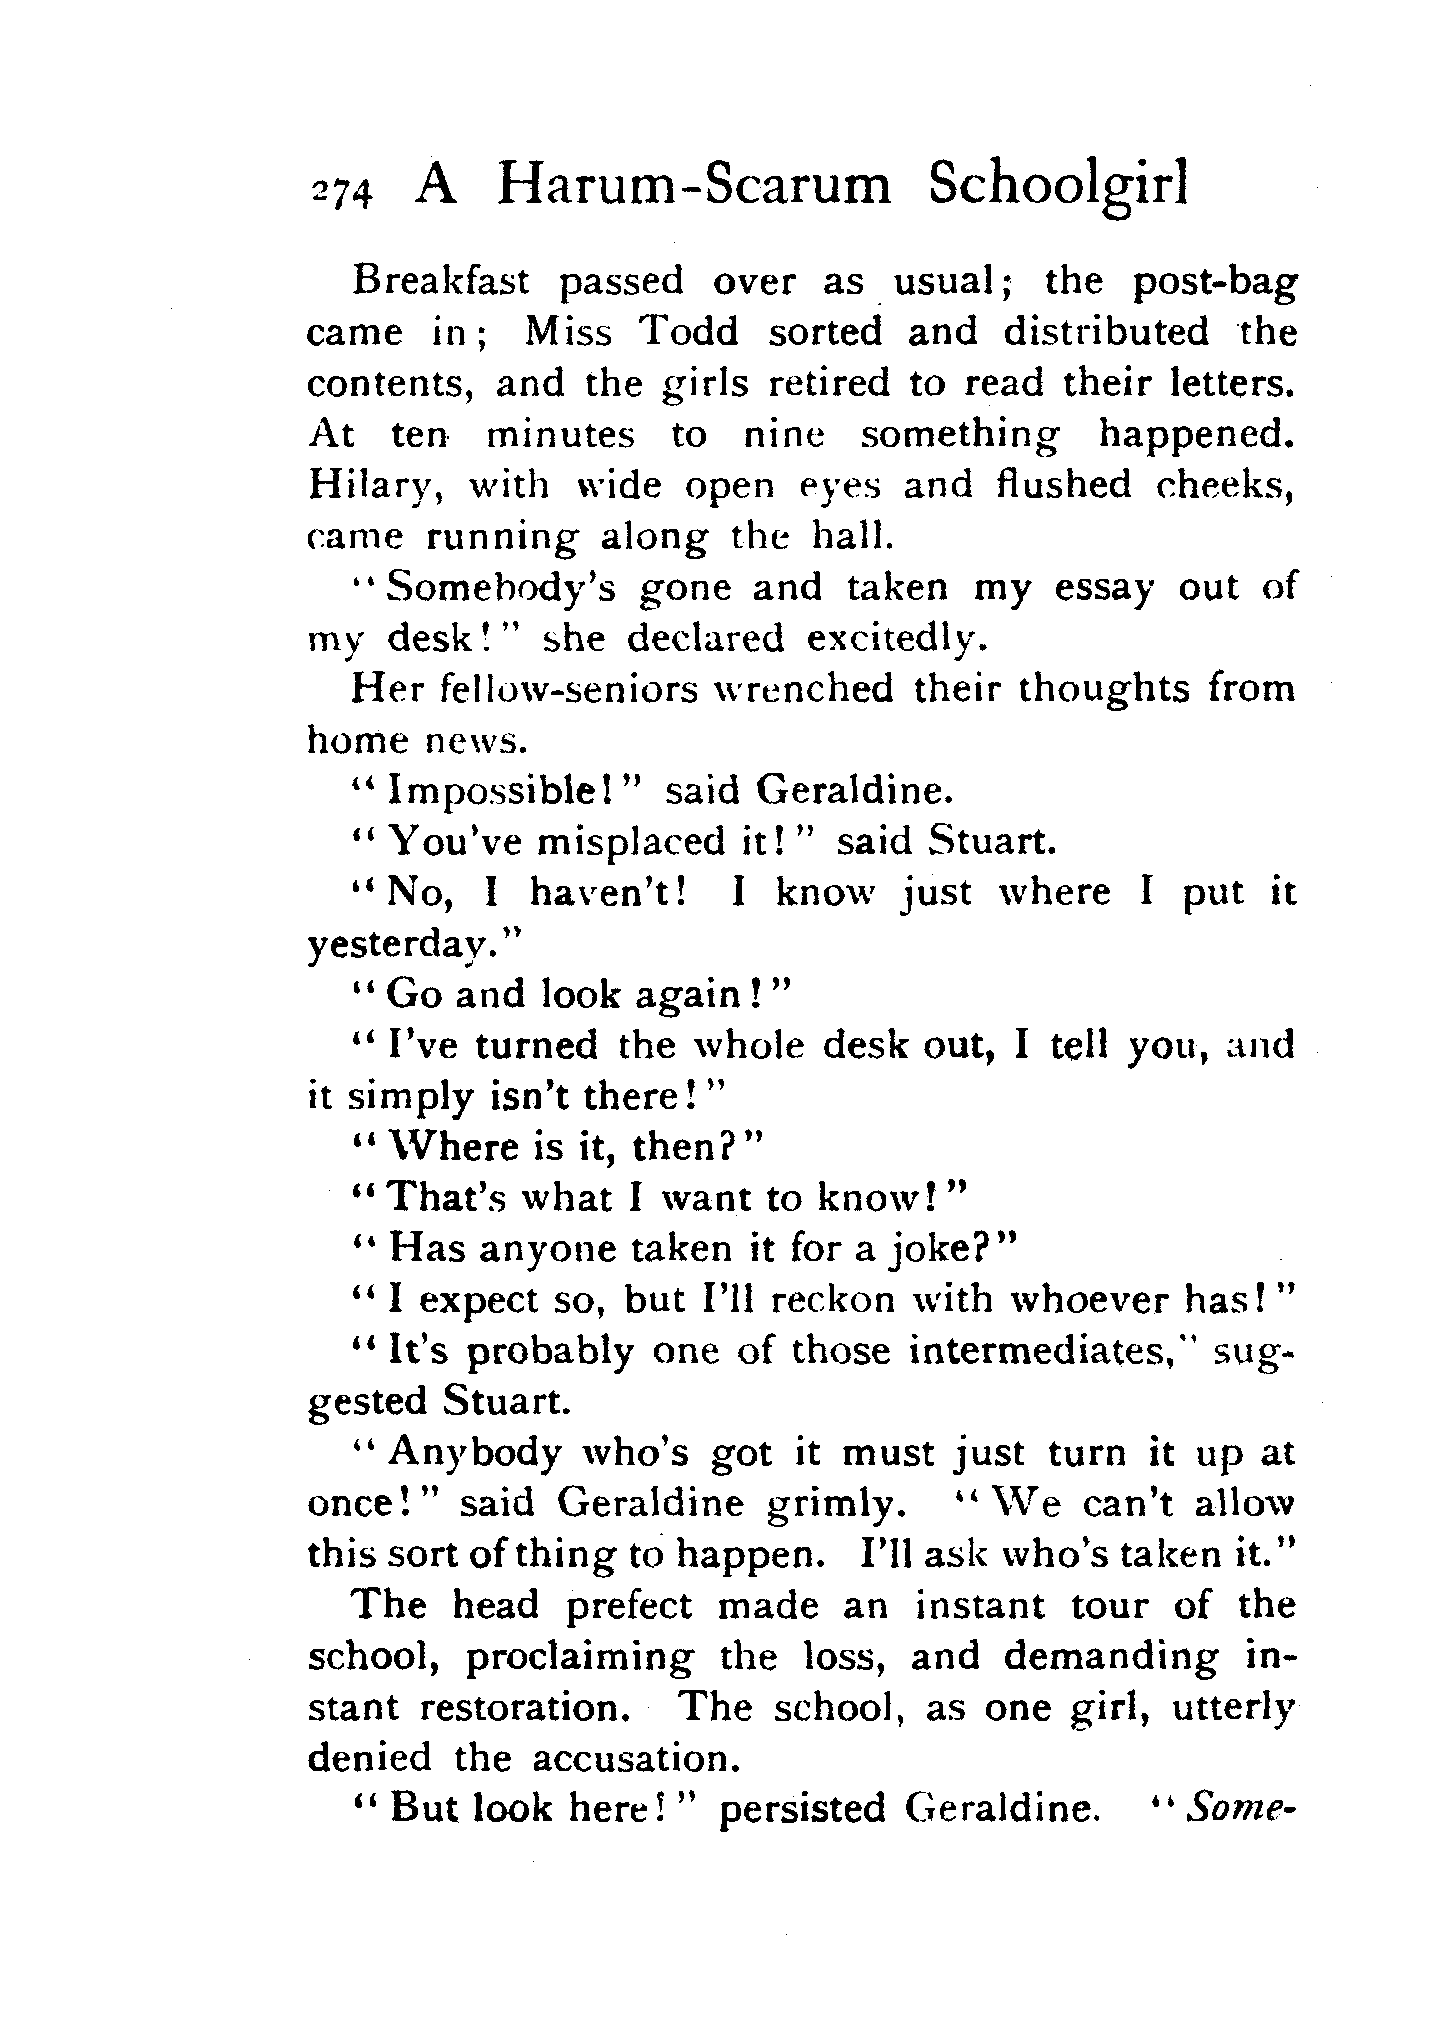 274 A Harum-Scarum Schoolgirl
Breakfast passed over as usual; the post-bag
came in; Miss Todd sorted and distributed the
contents, and the girls retired to read their letters.
At ten minutes to nine something happened.
Hilary, with wide open eyes and flushed cheeks,
came running along the hall.
"Somebody's gone and taken my essay out of
my desk!" she declared excitedly.
Her fellow-seniors wrenched their thoughts from
home news.
"Impossible!" said Geraldine.
"You've misplaced it!" said Stuart.
"No, I haven't! I know just where I put it
yesterday."
"Go and look again!"
"I've turned the whole desk out, I tell you, and
it simply isn't there!"
"Where is it, then?"
"That's what I want to know!"
"Has anyone taken it for a joke?"
"I expect so, but I'll reckon with whoever has!"
"It's probably one of those intermediates," sug-
gested Stuart.
"Anybody who's got it must just turn it up at
once!" said Geraldine grimly. "We can't allow
this sort of thing to happen. I'll ask who's taken it."
The head prefect made an instant tour of the
school, proclaiming the loss, and demanding in-
stant restoration. The school, as one girl, utterly
denied the accusation.
"But look here!" persisted Geraldine. "Some-